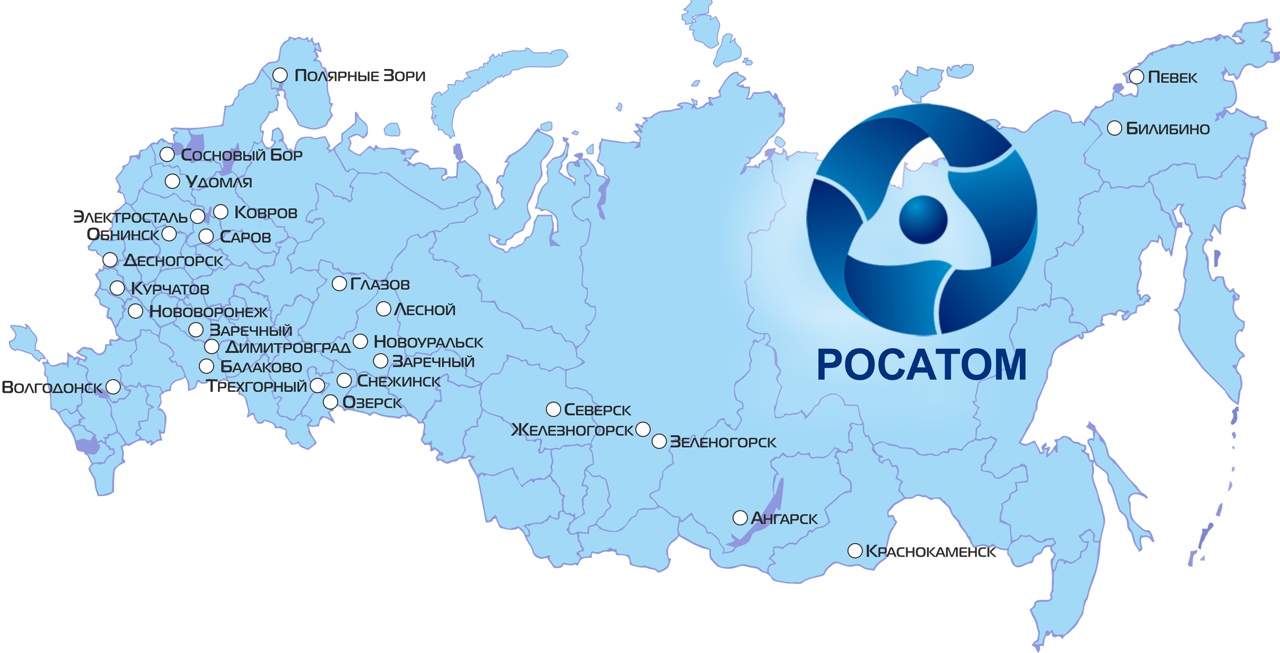 Полярные Зори
Певек
Билибино
Сосновый Бор
Удомля
Электросталь
Ковров
Обнинск
Саров
Десногорск
Глазов
Курчатов
Лесной
Нововоронеж
Заречный
Новоуральск
Димитровград
Заречный
РОСАТОМ
Балаково
Снежинск
Трехгорный
Волгодонск
Озерск
Северск
Железногорск
Зеленогорск
Ангарск
Краснокаменск